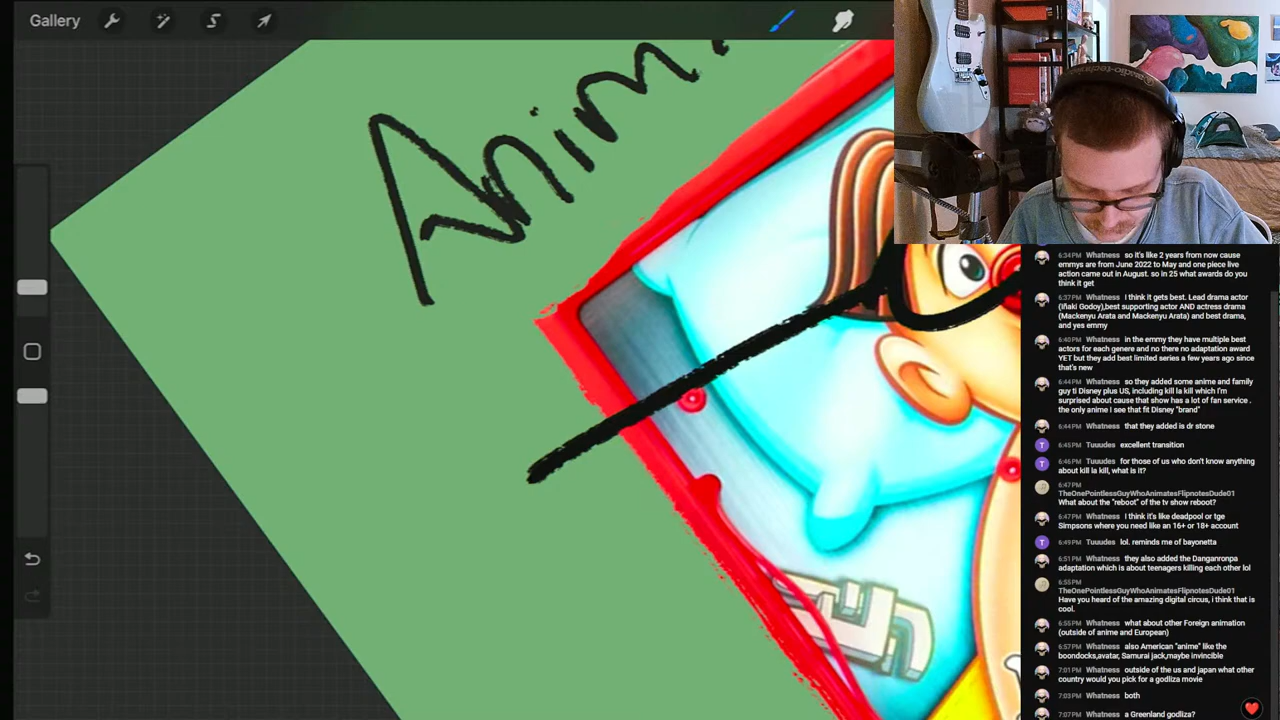 Gallery
Anim
6:34PM Whatness so it's like 2 years from now cause
emmys are from June 2022 to May and one piece live
action came out in August. so in 25 what awards do you
think it get
6:37PM Whatness I think it gets best. Lead drama actor
(Iñaki Godoy),best supporting actor AND actress drama
(Mackenyu Arata and Mackenyu Arata) and best drama,
and yes emmy
6:40PM Whatness in the emmy they have multiple best
actors for each genere and no there no adaptation award
YET but they add best limited series a few years ago since
that's new
6:44PM Whatness so they added some anime and family
guy ti Disney plus US, including kill la kill which I'm
surprised about cause that show has a lot of fan service .
the only anime I see that fit Disney "brand"
6:44PM Whatness that they added is dr stone
T 6:45PM Tuuudes excellent transition
T 6:46PM Tuuudes for those of us who don't know anything
about kill la kill, what is it?
6:47PM
TheOnePointlessGuyWhoAnimatesFlipnotesDude01
What about the "reboot" of the tv show reboot?
6:47PM Whatness I think it's like deadpool or tge
Simpsons where you need like an 16+ or 18+ account
T 6:49PM Tuuudes lol. reminds me of bayonetta
6:51PM Whatness they also added the Danganronpa
adaptation which is about teenagers killing each other lol
6:55PM
TheOnePointlessGuyWhoAnimatesFlipnotesDude01
Have you heard of the amazing digital circus, i think that is
cool.
6:55PM Whatness what about other Foreign animation
(outside of anime and European)
6:57PM Whatness also American "anime" like the
boondocks,avatar, Samurai jack,maybe invincible
7:01PM Whatness outside of the us and japan what other
country would you pick for a godliza movie
7:03PM Whatness both
7:07PM Whatness a Greenland godliza?